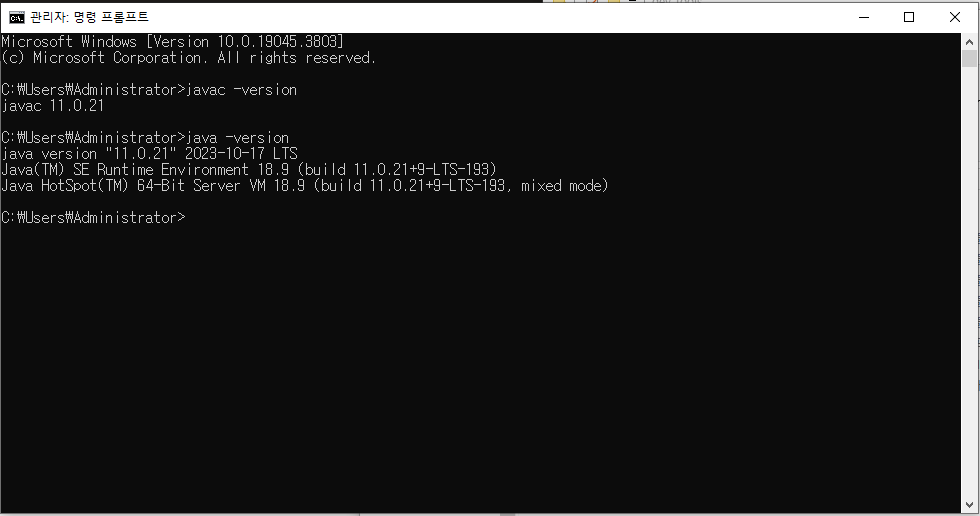 관리자: 명령 프롬프트
Microsoft Windows [Version 10.0.19045.3803]
(c) Microsoft Corporation. All rights reserved.
C:₩Users₩Administrator>javac -version
javac 11.0.21
C:₩Users₩Administrator>java -version
java version "11.0.21" 2023-10-17 LTS
Java(TM) SE Runtime Environment 18.9 (build 11.0.21+9-LTS-193)
Java HotSpot(TM) 64-Bit Server VM 18.9 (build 11.0.21+9-LTS-193, mixed mode)
C:₩Users₩Administrator>